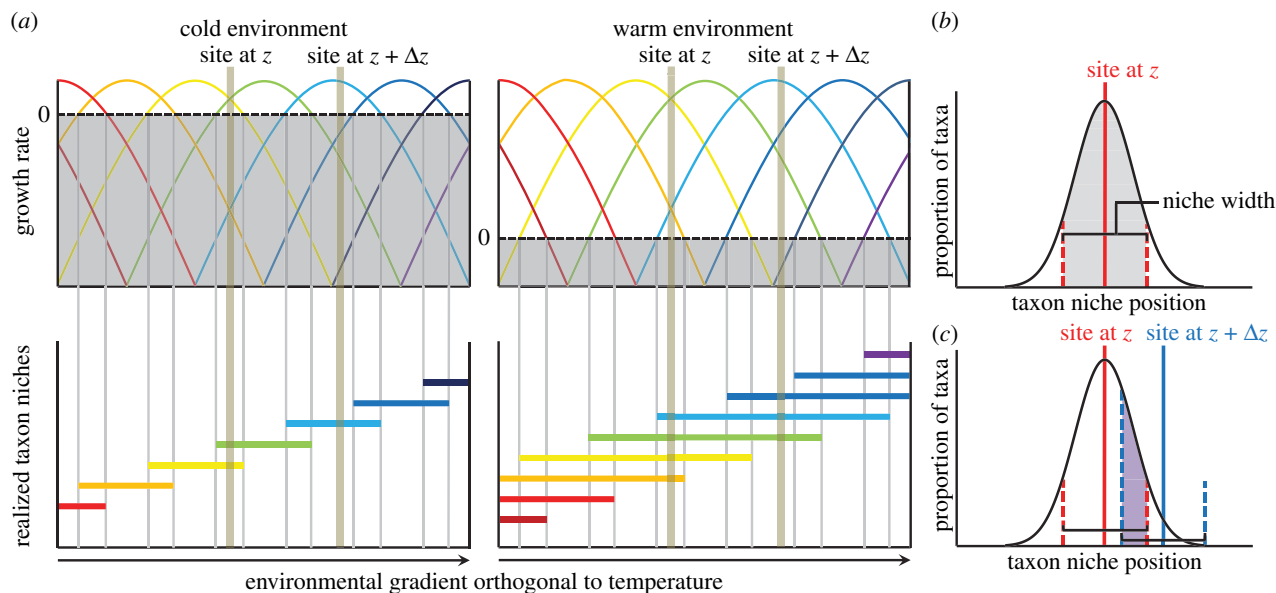 (a)
cold environment
site at z
site at z + Δz
0
growth rate
realized taxon niches
warm environment
site at z
site at z + Δz
0
environmental gradient orthogonal to temperature
(b)
site at z
proportion of taxa
niche width
taxon niche position
(c)
site at z
site at z + Δz
proportion of taxa
taxon niche position